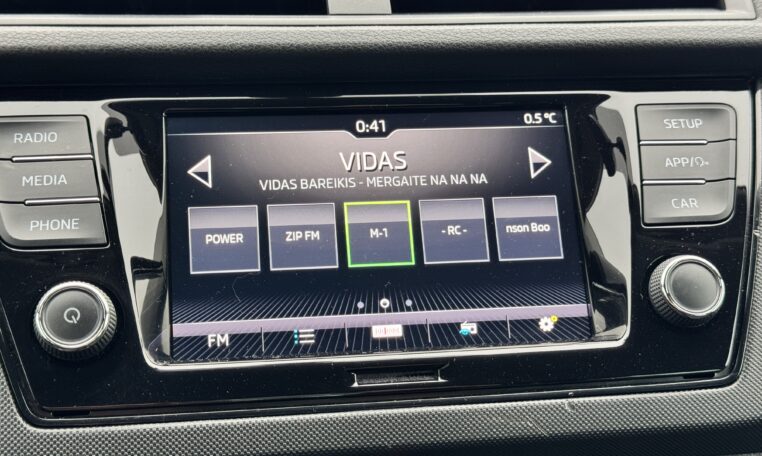 0:41
0.5 °C
VIDAS
VIDAS BAREIKIS - MERGAITE NA NA NA
POWER
ZIP FM
M-1
- RC -
nson Boo
FM
RADIO
MEDIA
PHONE
SETUP
APP/
CAR